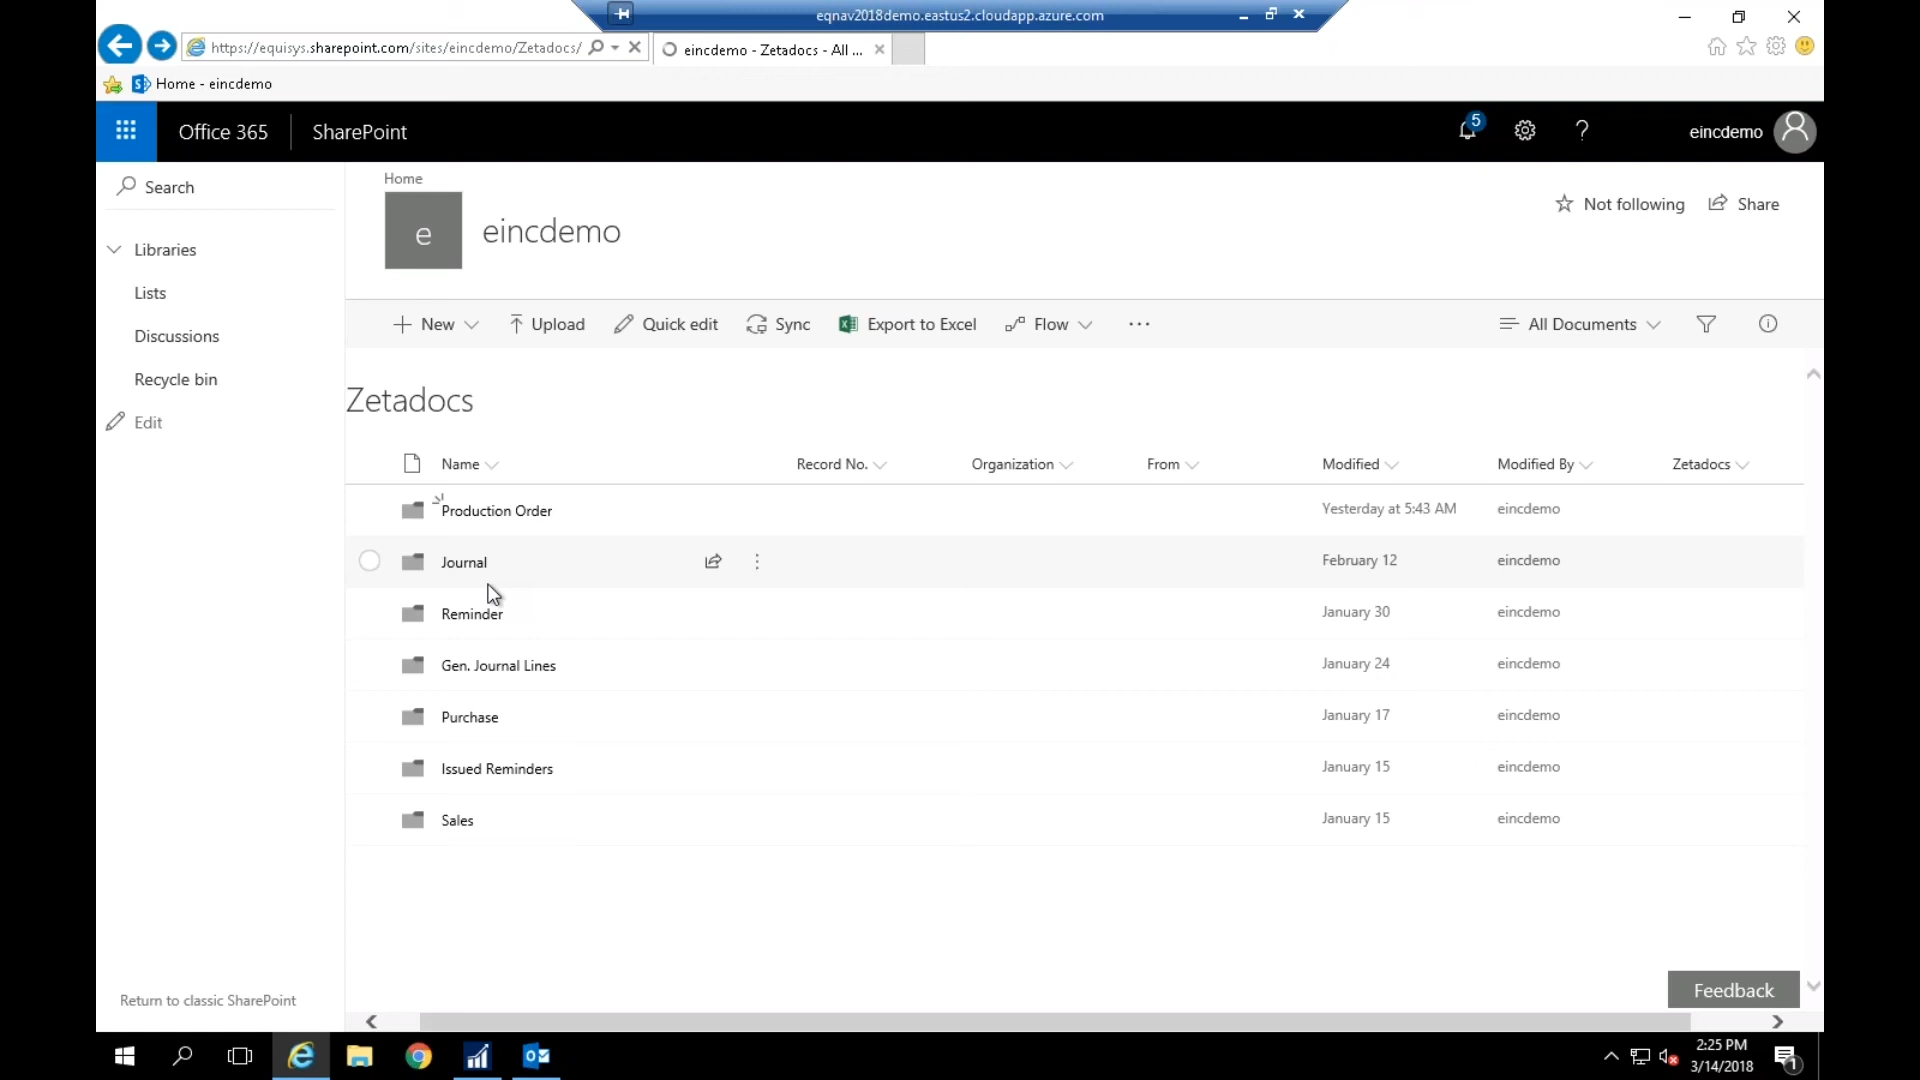 eqnav2018demo.eastus2.cloudapp.azure.com
https://equisys.sharepoint.com/sites/eincdemo/Zetadocs/
eincdemo - Zetadocs - All ...
Home - eincdemo
Office 365
SharePoint
5
eincdemo
Search
Home
e
eincdemo
Not following
Share
Libraries
Lists
Discussions
Recycle bin
Edit
New
Upload
Quick edit
Sync
Export to Excel
Flow
All Documents
Zetadocs
Name
Record No.
Organization
From
Modified
Modified By
Zetadocs
Production Order
Yesterday at 5:43 AM
eincdemo
Journal
February 12
eincdemo
Reminder
January 30
eincdemo
Gen. Journal Lines
January 24
eincdemo
Purchase
January 17
eincdemo
Issued Reminders
January 15
eincdemo
Sales
January 15
eincdemo
Return to classic SharePoint
Feedback
2:25 PM
3/14/2018
1